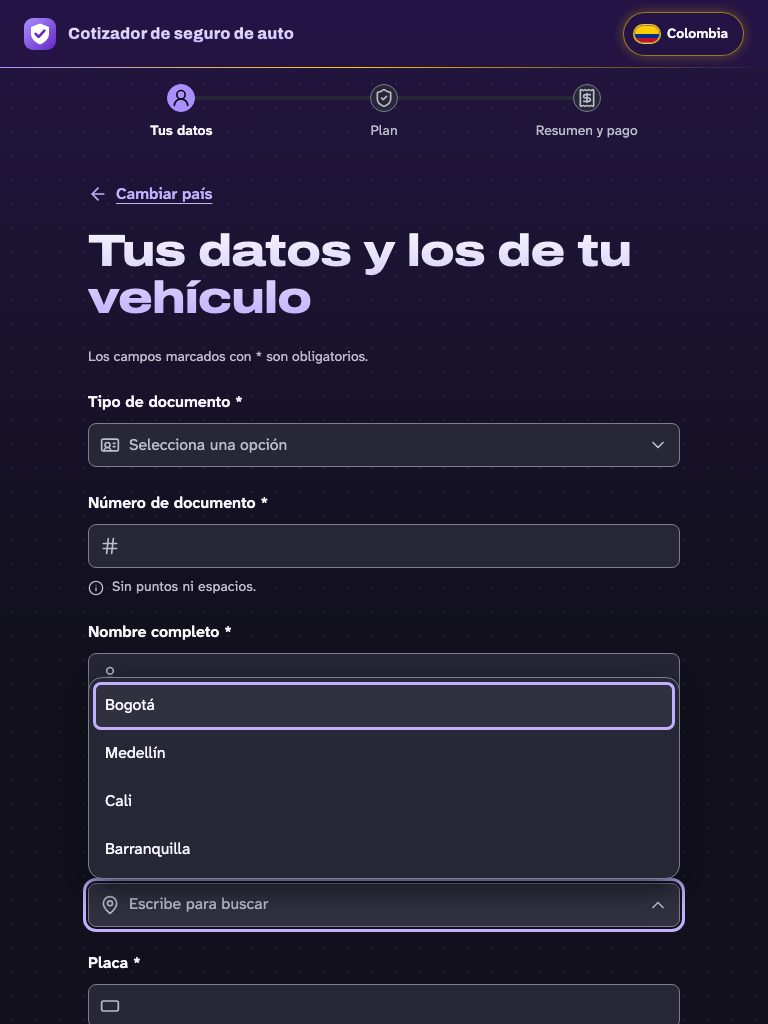 Cotizador de seguro de auto
Colombia
Tus datos
Plan
Resumen y pago
Cambiar país
Tus datos y los de tu
vehículo
Los campos marcados con * son obligatorios.
Tipo de documento *
Selecciona una opción
Número de documento *
#
Sin puntos ni espacios.
Nombre completo *
Bogotá
Medellín
Cali
Barranquilla
Escribe para buscar
Placa *